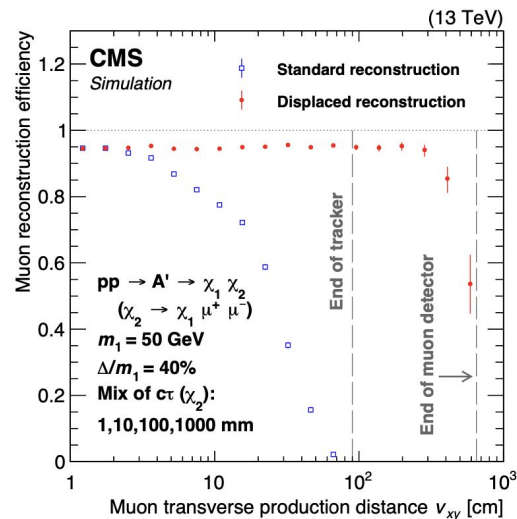 (13 TeV)
CMS
Simulation
Standard reconstruction
Displaced reconstruction
Muon reconstruction efficiency
1.2
1
0.8
0.6
0.4
0.2
0
End of tracker
End of muon detector
pp → A' → χ₁ χ₂
(χ₂ → χ₁ μ⁺ μ⁻)
m₁ = 50 GeV
Δ/m₁ = 40%
Mix of cτ (χ₂):
1,10,100,1000 mm
1 10 10² 10³
Muon transverse production distance vₓᵧ [cm]